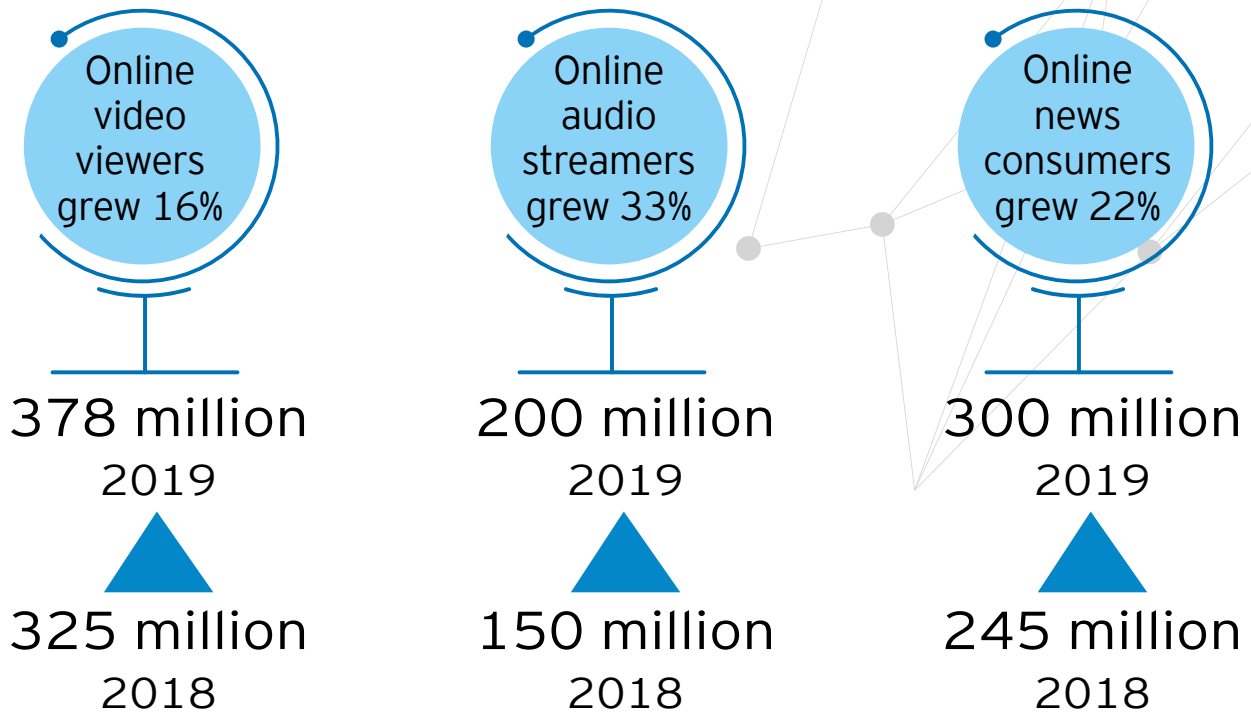 Online
video
viewers
grew 16%
378 million
2019
325 million
2018
Online
audio
streamers
grew 33%
200 million
2019
150 million
2018
Online
news
consumers
grew 22%
300 million
2019
245 million
2018